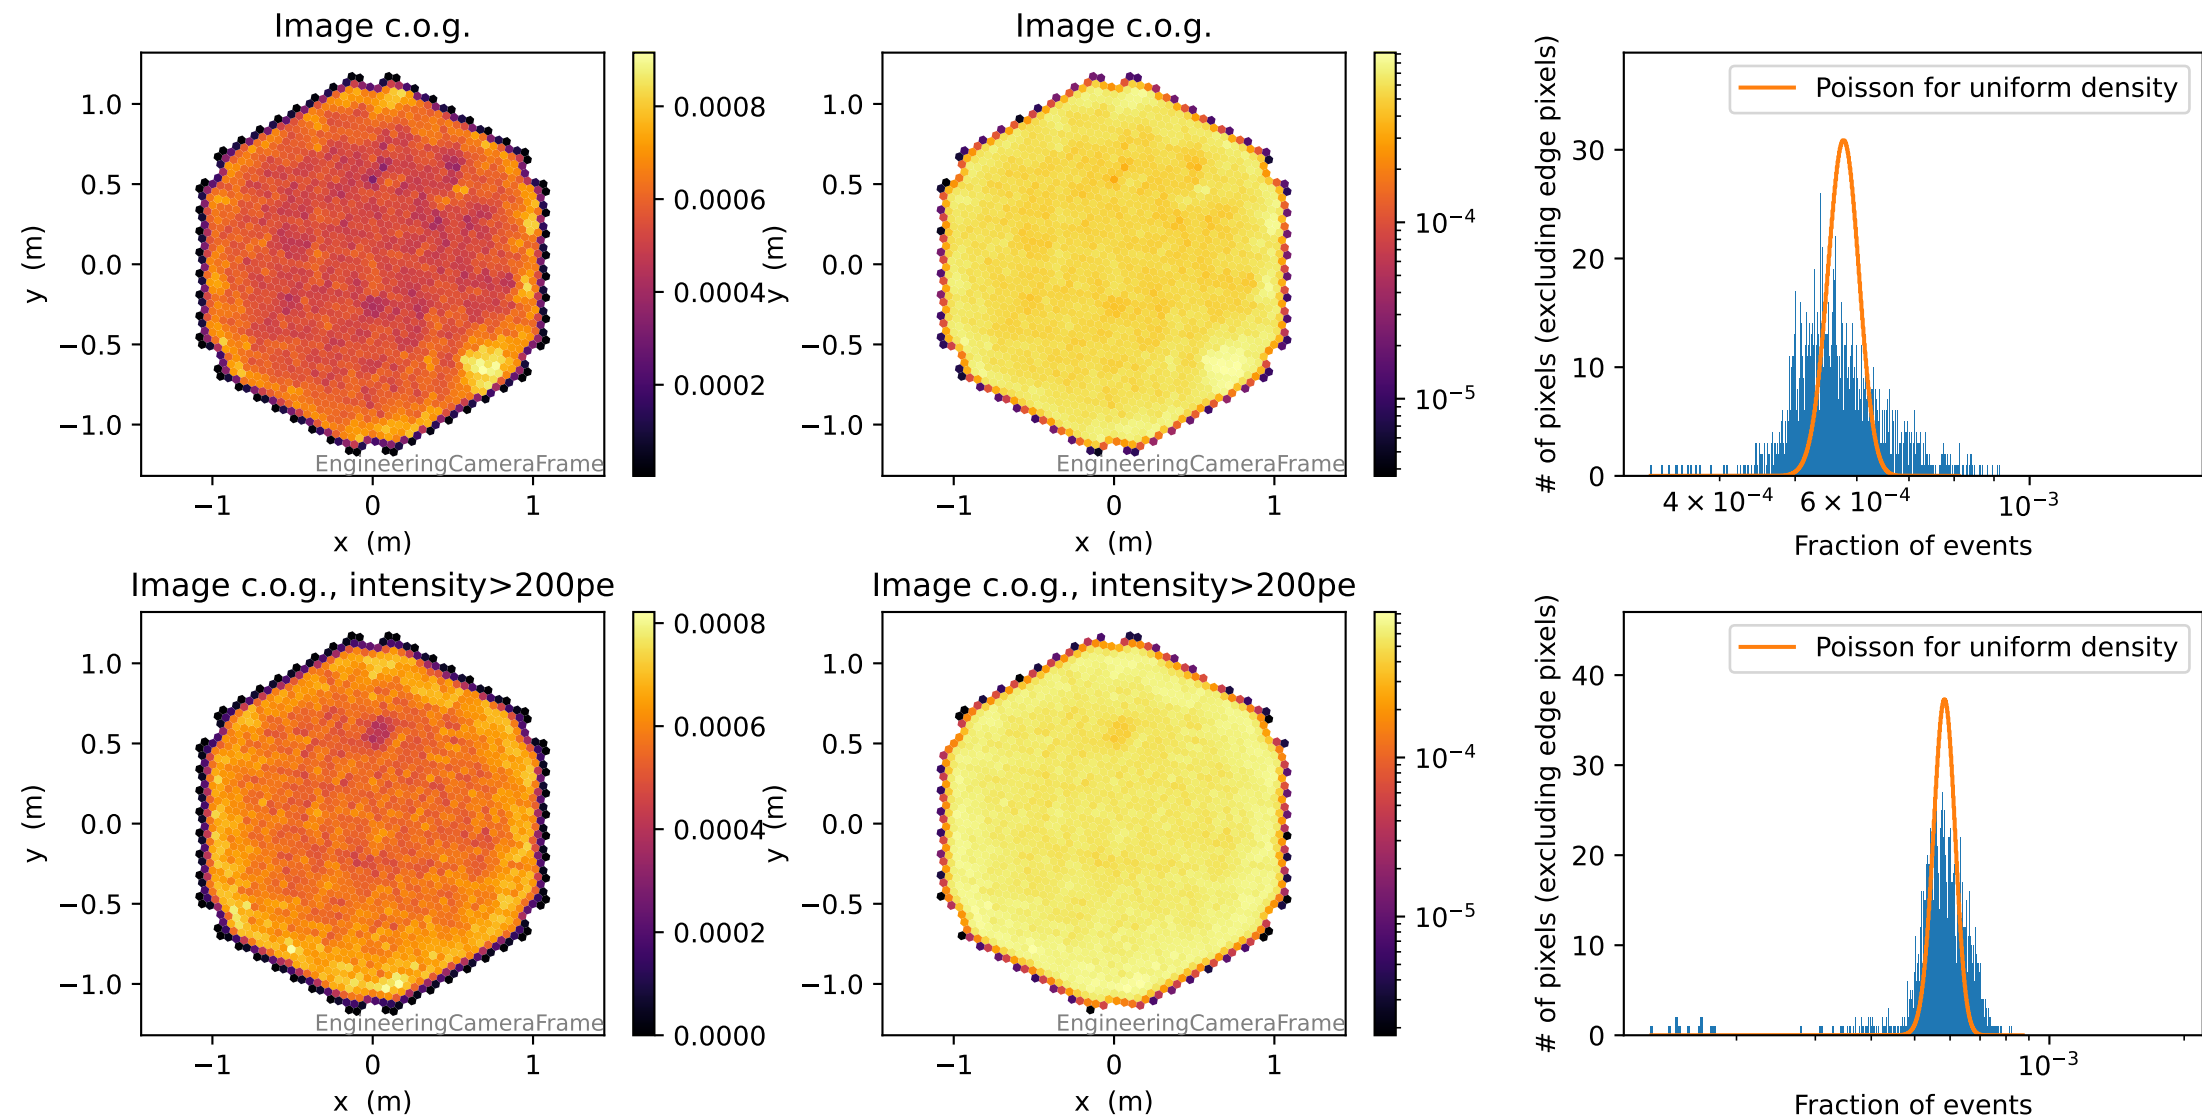 Image c.o.g.
1.0
0.5
0.0
−0.5
−1.0
y (m)
−1
0
1
x (m)
EngineeringCameraFrame
0.0008
0.0006
0.0004
0.0002
Image c.o.g.
1.0
0.5
0.0
−0.5
−1.0
y (m)
−1
0
1
x (m)
EngineeringCameraFrame
10⁻⁴
10⁻⁵
# of pixels (excluding edge pixels)
30
20
10
0
Poisson for uniform density
4 × 10⁻⁴
6 × 10⁻⁴
10⁻³
Fraction of events
Image c.o.g., intensity>200pe
1.0
0.5
0.0
−0.5
−1.0
y (m)
−1
0
1
x (m)
EngineeringCameraFrame
0.0008
0.0006
0.0004
0.0002
0.0000
Image c.o.g., intensity>200pe
1.0
0.5
0.0
−0.5
−1.0
y (m)
−1
0
1
x (m)
EngineeringCameraFrame
10⁻⁴
10⁻⁵
# of pixels (excluding edge pixels)
40
30
20
10
0
Poisson for uniform density
10⁻³
Fraction of events